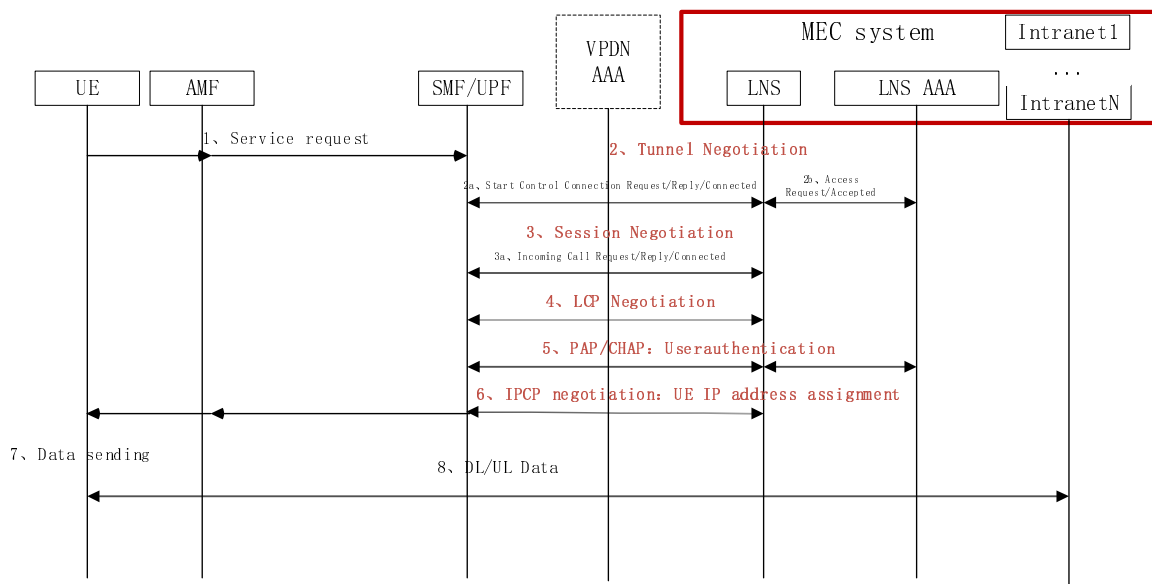 MEC system
Intranet1
...
IntranetN
VPDN
AAA
UE
AMF
SMF/UPF
LNS
LNS AAA
1、Service request
2、Tunnel Negotiation
2a、Start Control Connection Request/Reply/Connected
2b、Access
Request/Accepted
3、Session Negotiation
3a、Incoming Call Request/Reply/Connected
4、LCP Negotiation
5、PAP/CHAP：Userauthentication
6、IPCP negotiation：UE IP address assignment
7、Data sending
8、DL/UL Data